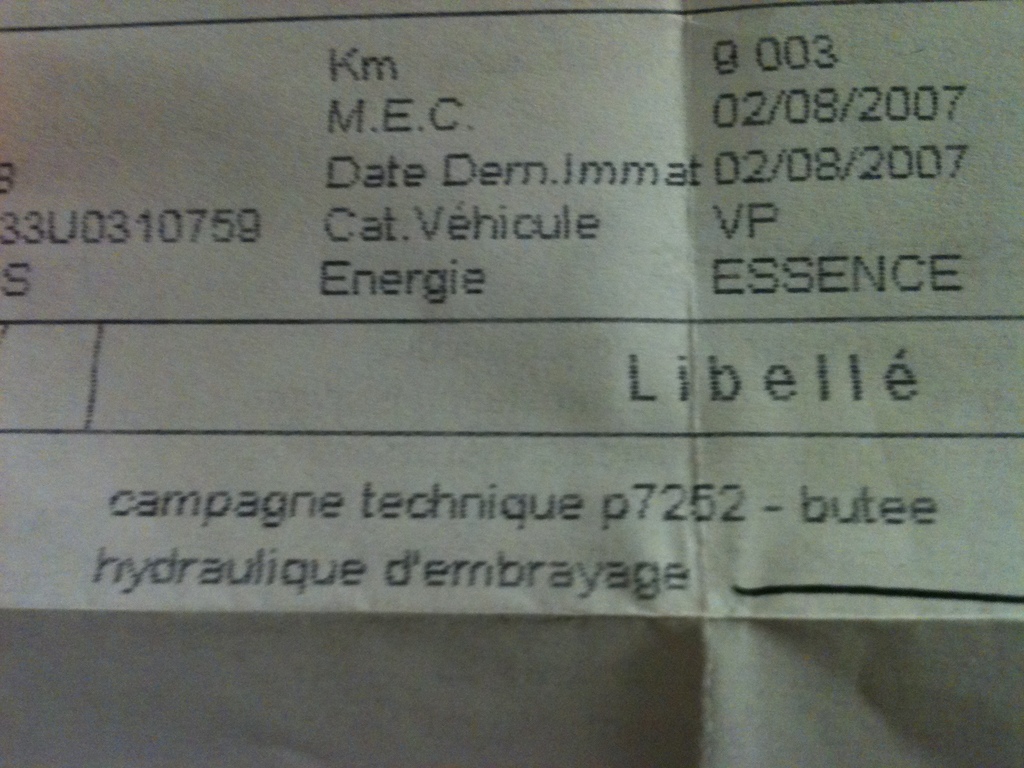 Km 9 003
M.E.C. 02/08/2007
Date Dern.Immat 02/08/2007
33U0310759 Cat.Véhicule VP
S Energie ESSENCE
Libellé
campagne technique p7252 - butee
hydraulique d'embrayage